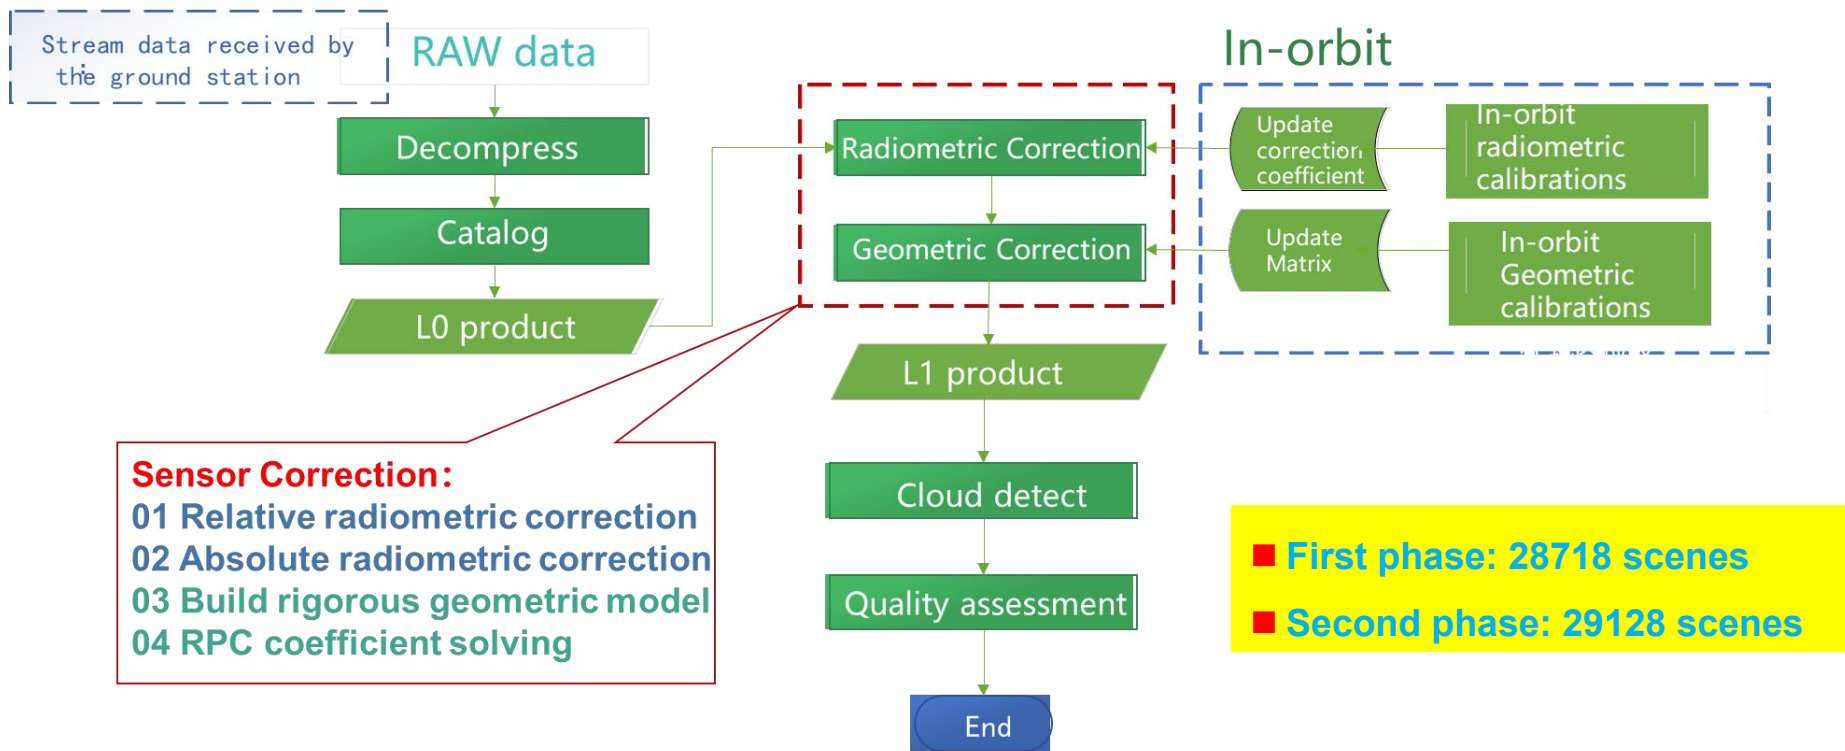 Stream data received by
the ground station
RAW data
Decompress
Catalog
L0 product
In-orbit
Radiometric Correction
Geometric Correction
Update
correction
coefficient
In-orbit
radiometric
calibrations
Update
Matrix
In-orbit
Geometric
calibrations
L1 product
Cloud detect
Quality assessment
End
Sensor Correction:
01 Relative radiometric correction
02 Absolute radiometric correction
03 Build rigorous geometric model
04 RPC coefficient solving
First phase: 28718 scenes
Second phase: 29128 scenes